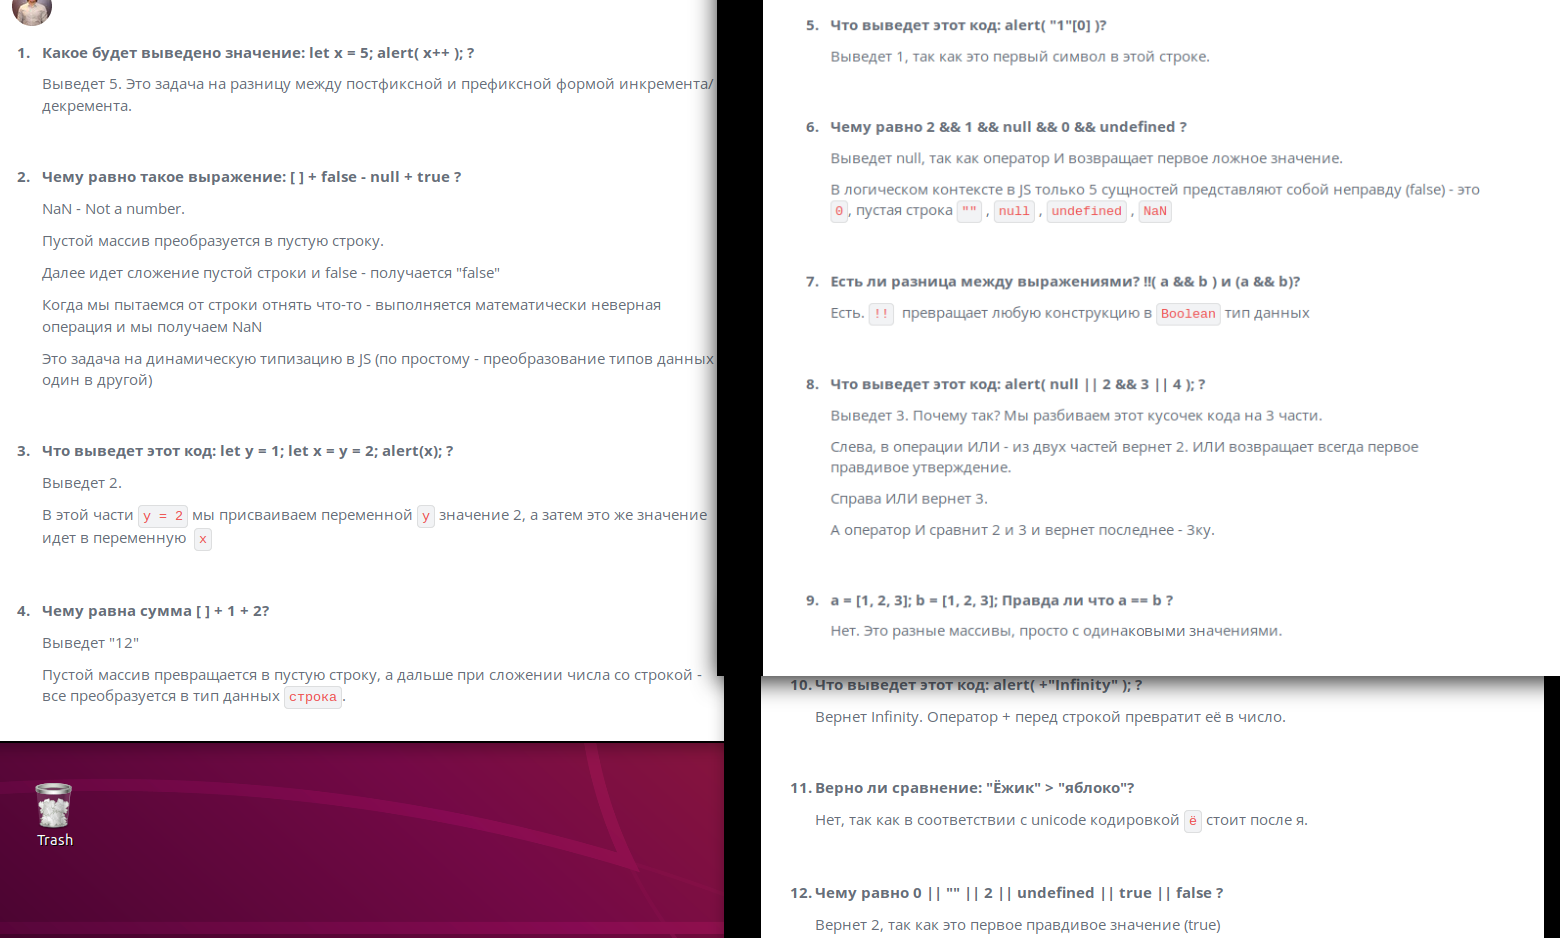 1. Какое будет выведено значение: let x = 5; alert( x++ ); ?
Выведет 5. Это задача на разницу между постфиксной и префиксной формой инкремента/
декремента.
2. Чему равно такое выражение: [ ] + false - null + true ?
NaN - Not a number.
Пустой массив преобразуется в пустую строку.
Далее идет сложение пустой строки и false - получается "false"
Когда мы пытаемся от строки отнять что-то - выполняется математически неверная
операция и мы получаем NaN
Это задача на динамическую типизацию в JS (по простому - преобразование типов данных
один в другой)
3. Что выведет этот код: let y = 1; let x = y = 2; alert(x); ?
Выведет 2.
В этой части y = 2 мы присваиваем переменной y значение 2, а затем это же значение
идет в переменную x
4. Чему равна сумма [ ] + 1 + 2?
Выведет "12"
Пустой массив превращается в пустую строку, а дальше при сложении числа со строкой -
все преобразуется в тип данных строка.
Trash
5. Что выведет этот код: alert( "1"[0] )?
Выведет 1, так как это первый символ в этой строке.
6. Чему равно 2 && 1 && null && 0 && undefined ?
Выведет null, так как оператор И возвращает первое ложное значение.
В логическом контексте в JS только 5 сущностей представляют собой неправду (false) - это
0, пустая строка "" , null , undefined , NaN
7. Есть ли разница между выражениями? !!( a && b ) и (a && b)?
Есть. !! превращает любую конструкцию в Boolean тип данных
8. Что выведет этот код: alert( null || 2 && 3 || 4 ); ?
Выведет 3. Почему так? Мы разбиваем этот кусочек кода на 3 части.
Слева, в операции ИЛИ - из двух частей вернет 2. ИЛИ возвращает всегда первое
правдивое утверждение.
Справа ИЛИ вернет 3.
А оператор И сравнит 2 и 3 и вернет последнее - 3ку.
9. a = [1, 2, 3]; b = [1, 2, 3]; Правда ли что a == b ?
Нет. Это разные массивы, просто с одинаковыми значениями.
10. Что выведет этот код: alert( +"Infinity" ); ?
Вернет Infinity. Оператор + перед строкой превратит её в число.
11. Верно ли сравнение: "Ёжик" > "яблоко"?
Нет, так как в соответствии с unicode кодировкой ё стоит после я.
12. Чему равно 0 || "" || 2 || undefined || true || false ?
Вернет 2, так как это первое правдивое значение (true)